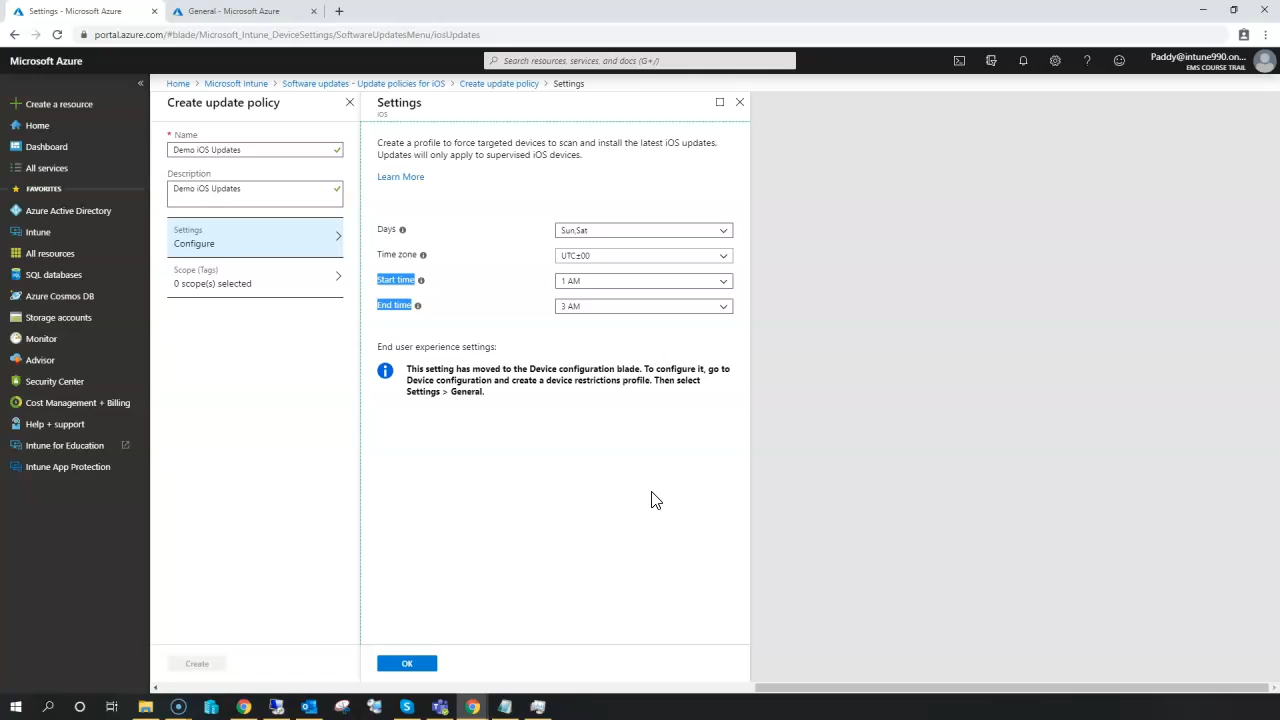 Settings - Microsoft Azure
General - Microsoft Azure
portal.azure.com/#blade/Microsoft_Intune_DeviceSettings/SoftwareUpdatesMenu/iosUpdates
Microsoft Azure
Search resources, services, and docs (G+/)
Paddy@intune990.on...
EMS COURSE TRAIL
Home > Microsoft Intune > Software updates - Update policies for iOS > Create update policy > Settings
«
Create a resource
Home
Dashboard
All services
FAVORITES
Azure Active Directory
Intune
All resources
SQL databases
Azure Cosmos DB
Storage accounts
Monitor
Advisor
Security Center
Cost Management + Billing
Help + support
Intune for Education
Intune App Protection
Create update policy
* Name
Demo iOS Updates
Description
Demo iOS Updates
Settings
Configure
Scope (Tags)
0 scope(s) selected
Create
Settings
iOS
Create a profile to force targeted devices to scan and install the latest iOS updates.
Updates will only apply to supervised iOS devices.
Learn More
Days
Sun,Sat
Time zone
UTC±00
Start time
1 AM
End time
3 AM
End user experience settings:
This setting has moved to the Device configuration blade. To configure it, go to
Device configuration and create a device restrictions profile. Then select
Settings > General.
OK